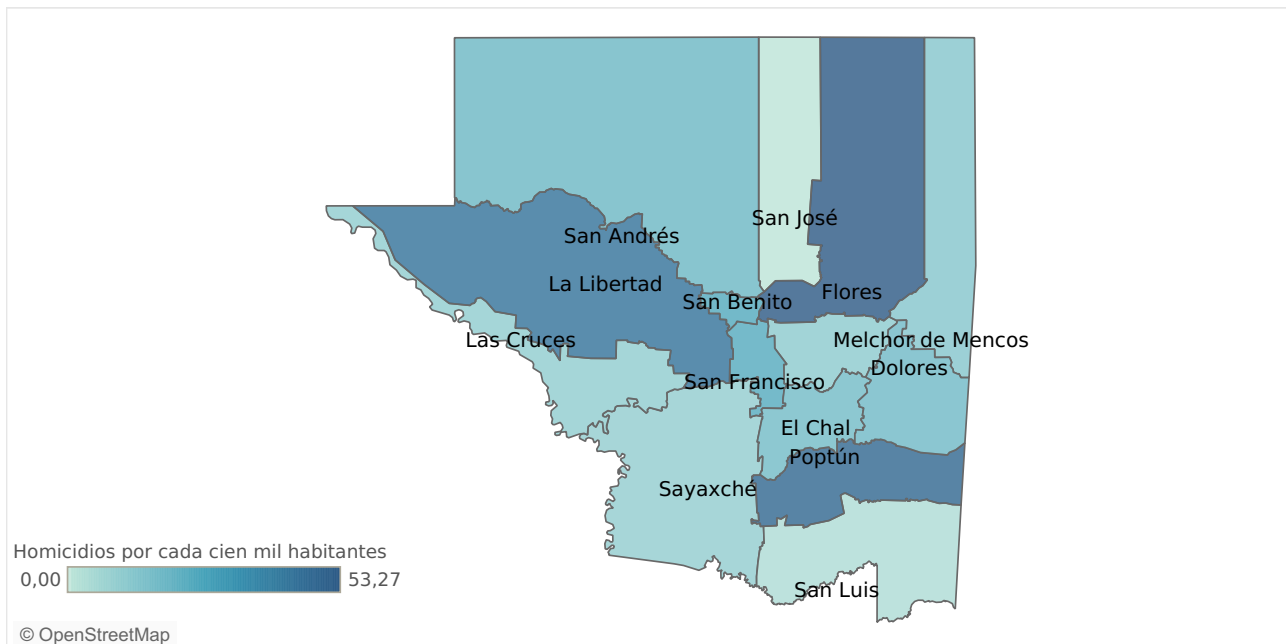 San José
San Andrés
La Libertad
Flores
San Benito
Las Cruces
Melchor de Mencos
Dolores
San Francisco
El Chal
Poptún
Sayaxché
Homicidios por cada cien mil habitantes
0,00 53,27
San Luis
© OpenStreetMap